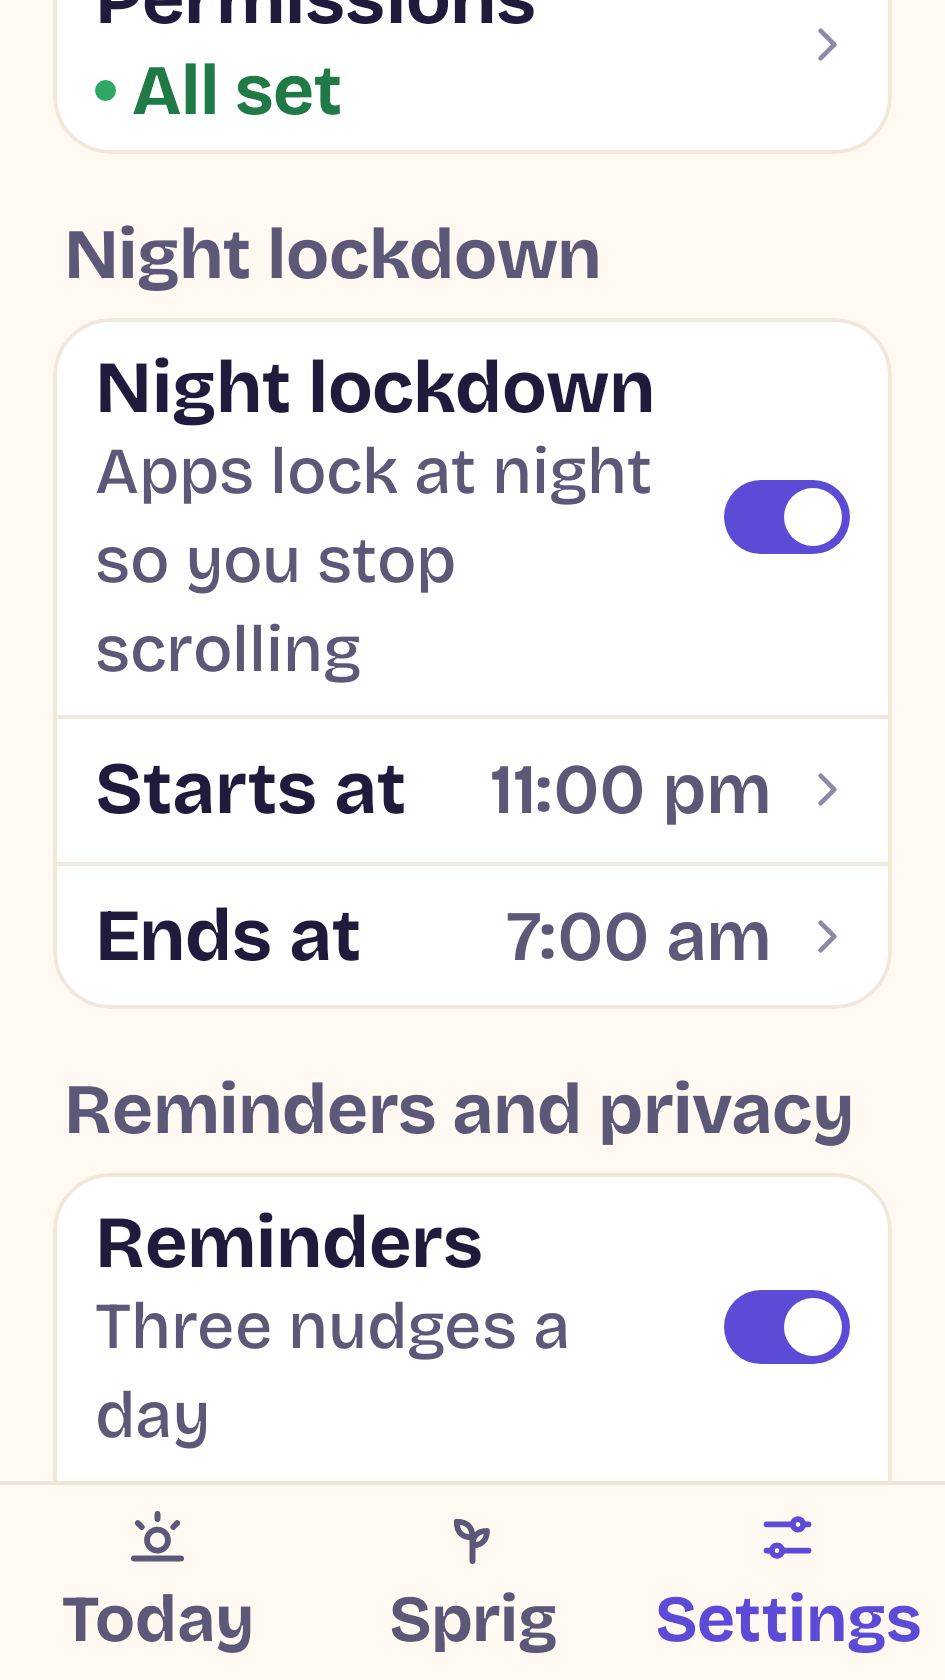 Permissions
All set
Night lockdown
Night lockdown
Apps lock at night
so you stop
scrolling
Starts at 11:00 pm
Ends at 7:00 am
Reminders and privacy
Reminders
Three nudges a
day
Today Sprig Settings